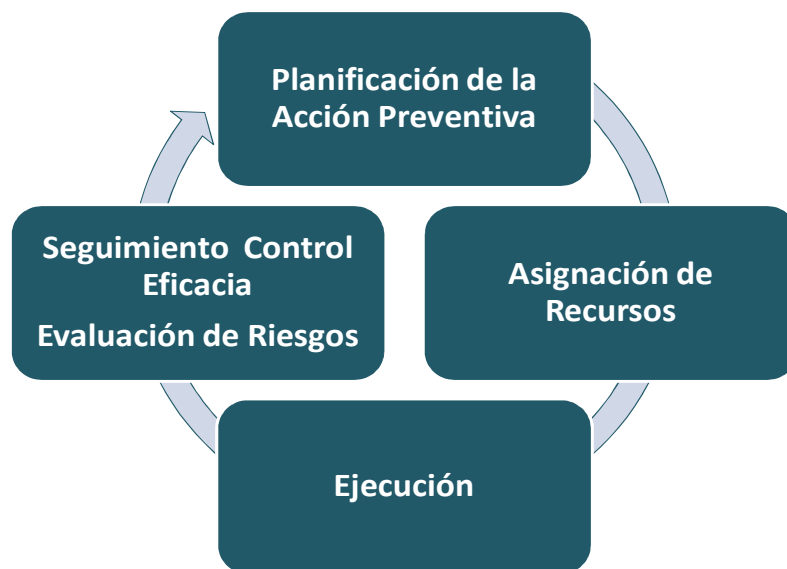 Planificación de la
Acción Preventiva
Asignación de
Recursos
Ejecución
Seguimiento Control
Eficacia
Evaluación de Riesgos